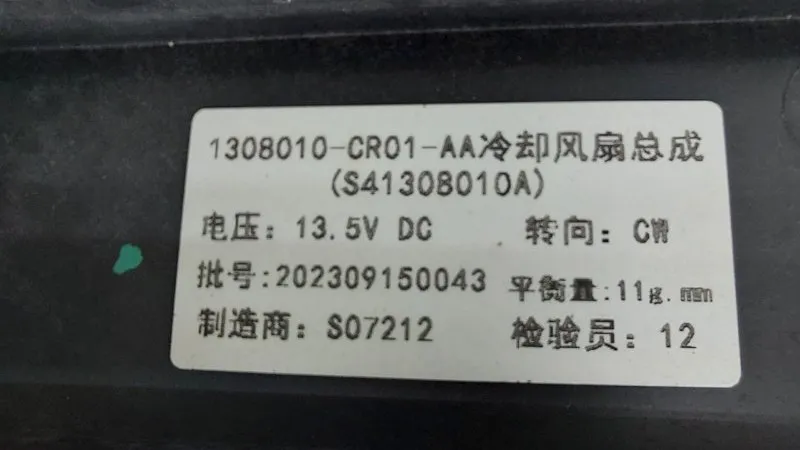 1308010-CR01-AA冷却风扇总成
(S41308010A)
电压: 13.5V DC 转向: CW
批号:202309150043 平衡量:11g.mm
制造商: S07212 检验员: 12